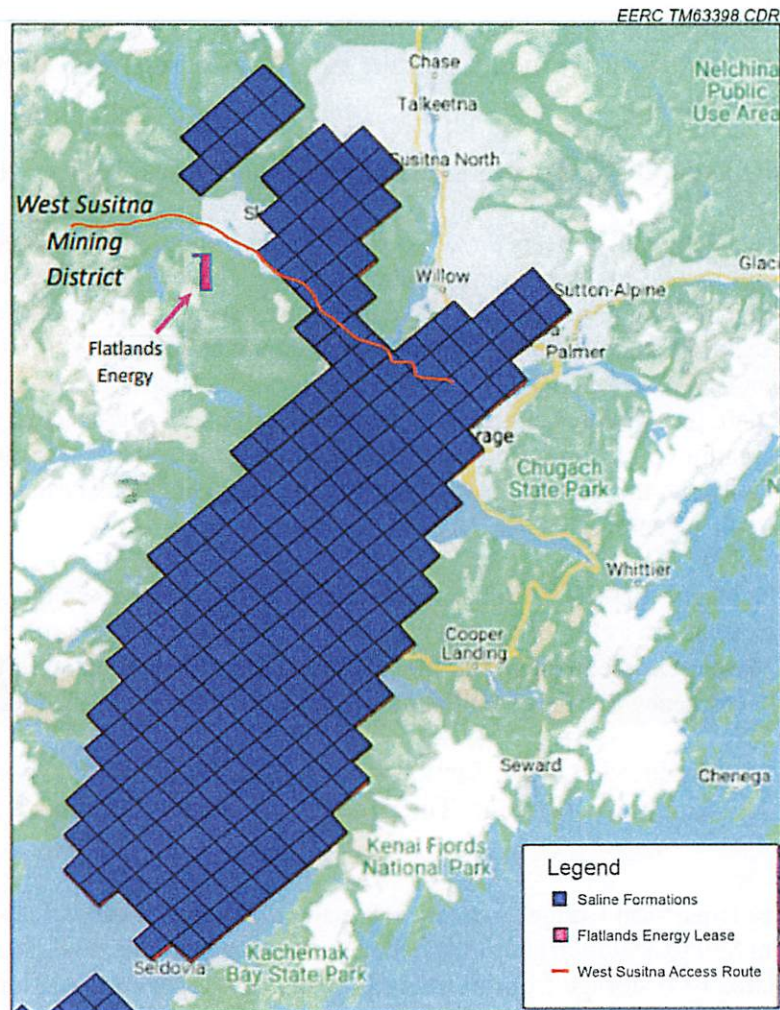 EERC TM63398.CDR
Chase
Talkeetna
Nelchina
Public
Use Area
Susitna North
West Susitna
Mining
District
Willow
Sutton-Alpine
Palmer
Flatlands
Energy
Chugach
State Park
Whittier
Cooper
Landing
Seward
Chenega
Kenai Fjords
National Park
Kachemak
Bay State Park
Seldovia
Legend
Saline Formations
Flatlands Energy Lease
West Susitna Access Route